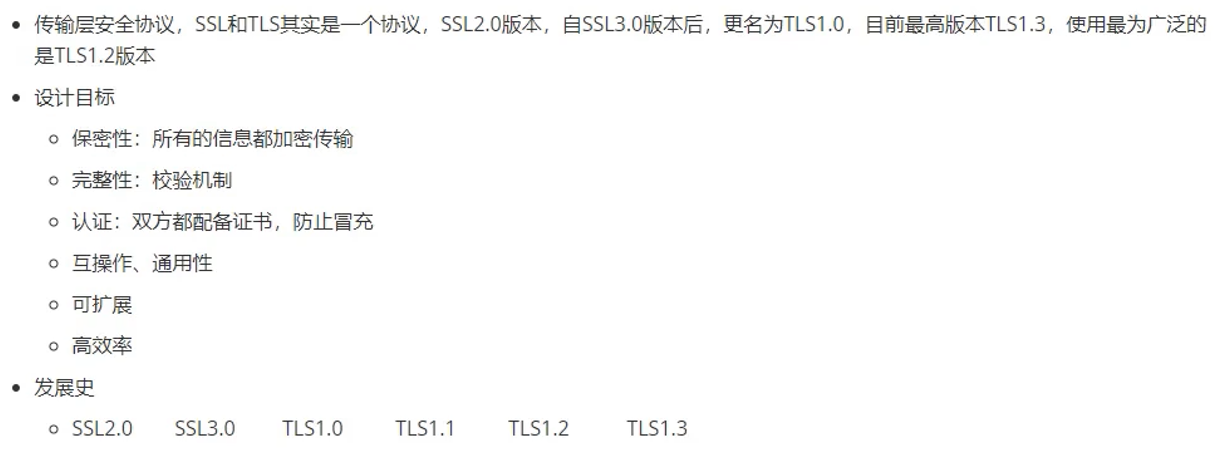 传输层安全协议，SSL和TLS其实是一个协议，SSL2.0版本，自SSL3.0版本后，更名为TLS1.0，目前最高版本TLS1.3，使用最为广泛的
是TLS1.2版本
设计目标
保密性：所有的信息都加密传输
完整性：校验机制
认证：双方都配备证书，防止冒充
互操作、通用性
可扩展
高效率
发展史
SSL2.0 SSL3.0 TLS1.0 TLS1.1 TLS1.2 TLS1.3